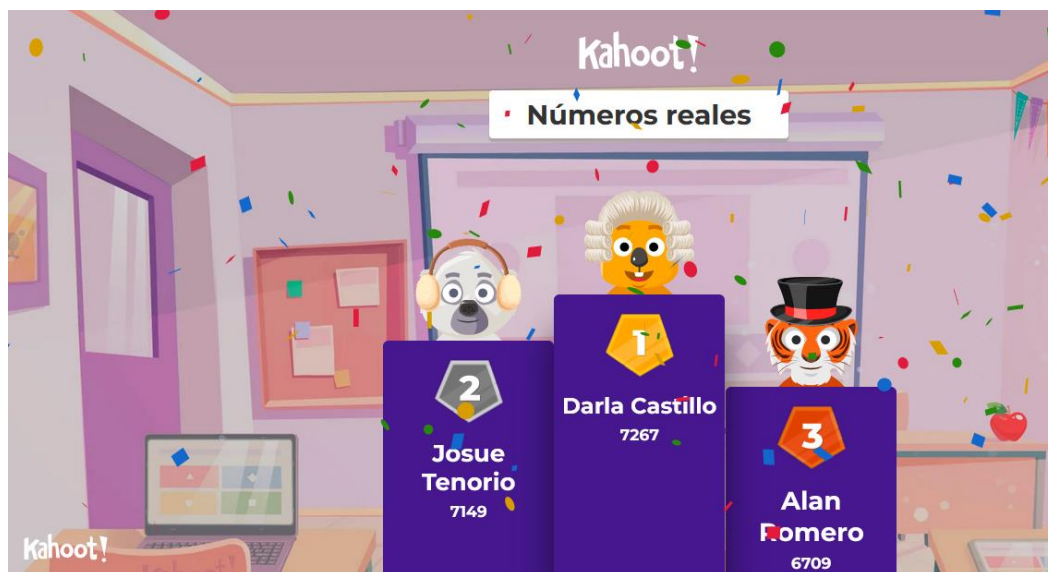 Kahoot!
Números reales
1
Darla Castillo
7267
2
Josue
Tenorio
7149
3
Alan
Romero
6709
Kahoot!